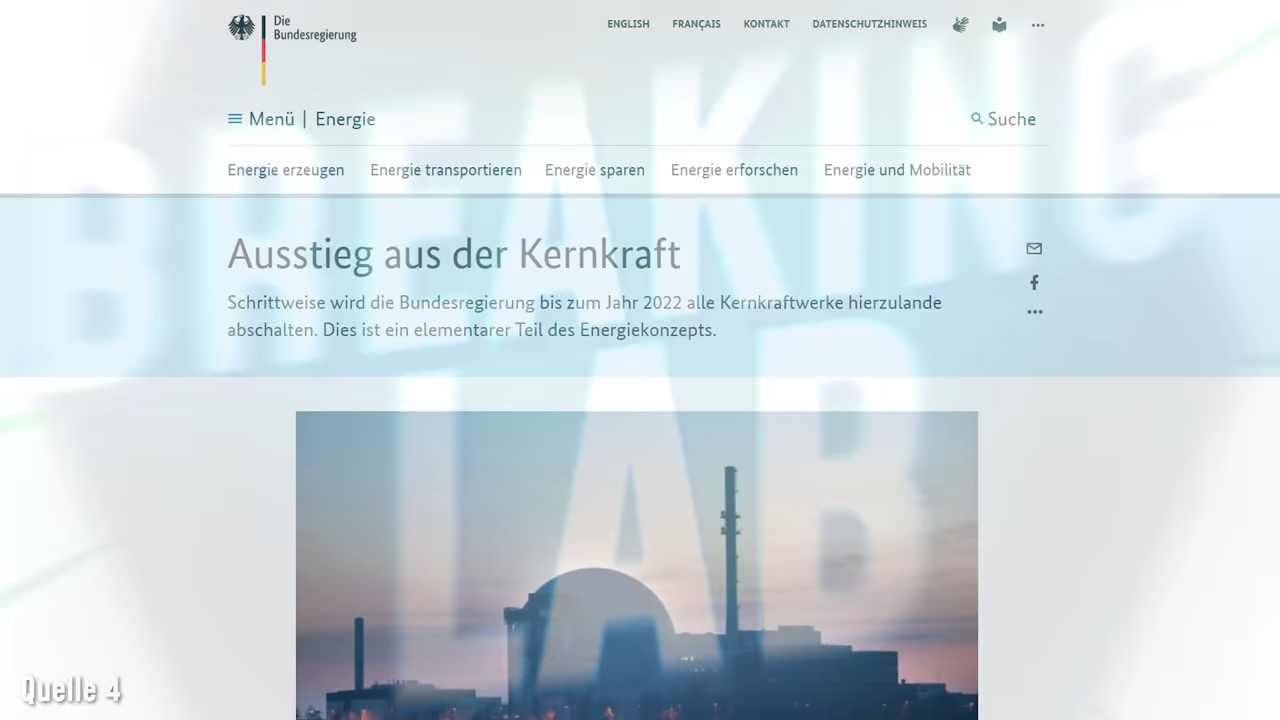 Die
Bundesregierung
ENGLISH FRANÇAIS KONTAKT DATENSCHUTZHINWEIS
Menü | Energie
Suche
Energie erzeugen Energie transportieren Energie sparen Energie erforschen Energie und Mobilität
Ausstieg aus der Kernkraft
Schrittweise wird die Bundesregierung bis zum Jahr 2022 alle Kernkraftwerke hierzulande
abschalten. Dies ist ein elementarer Teil des Energiekonzepts.
BREAKING
LAB
Quelle 4